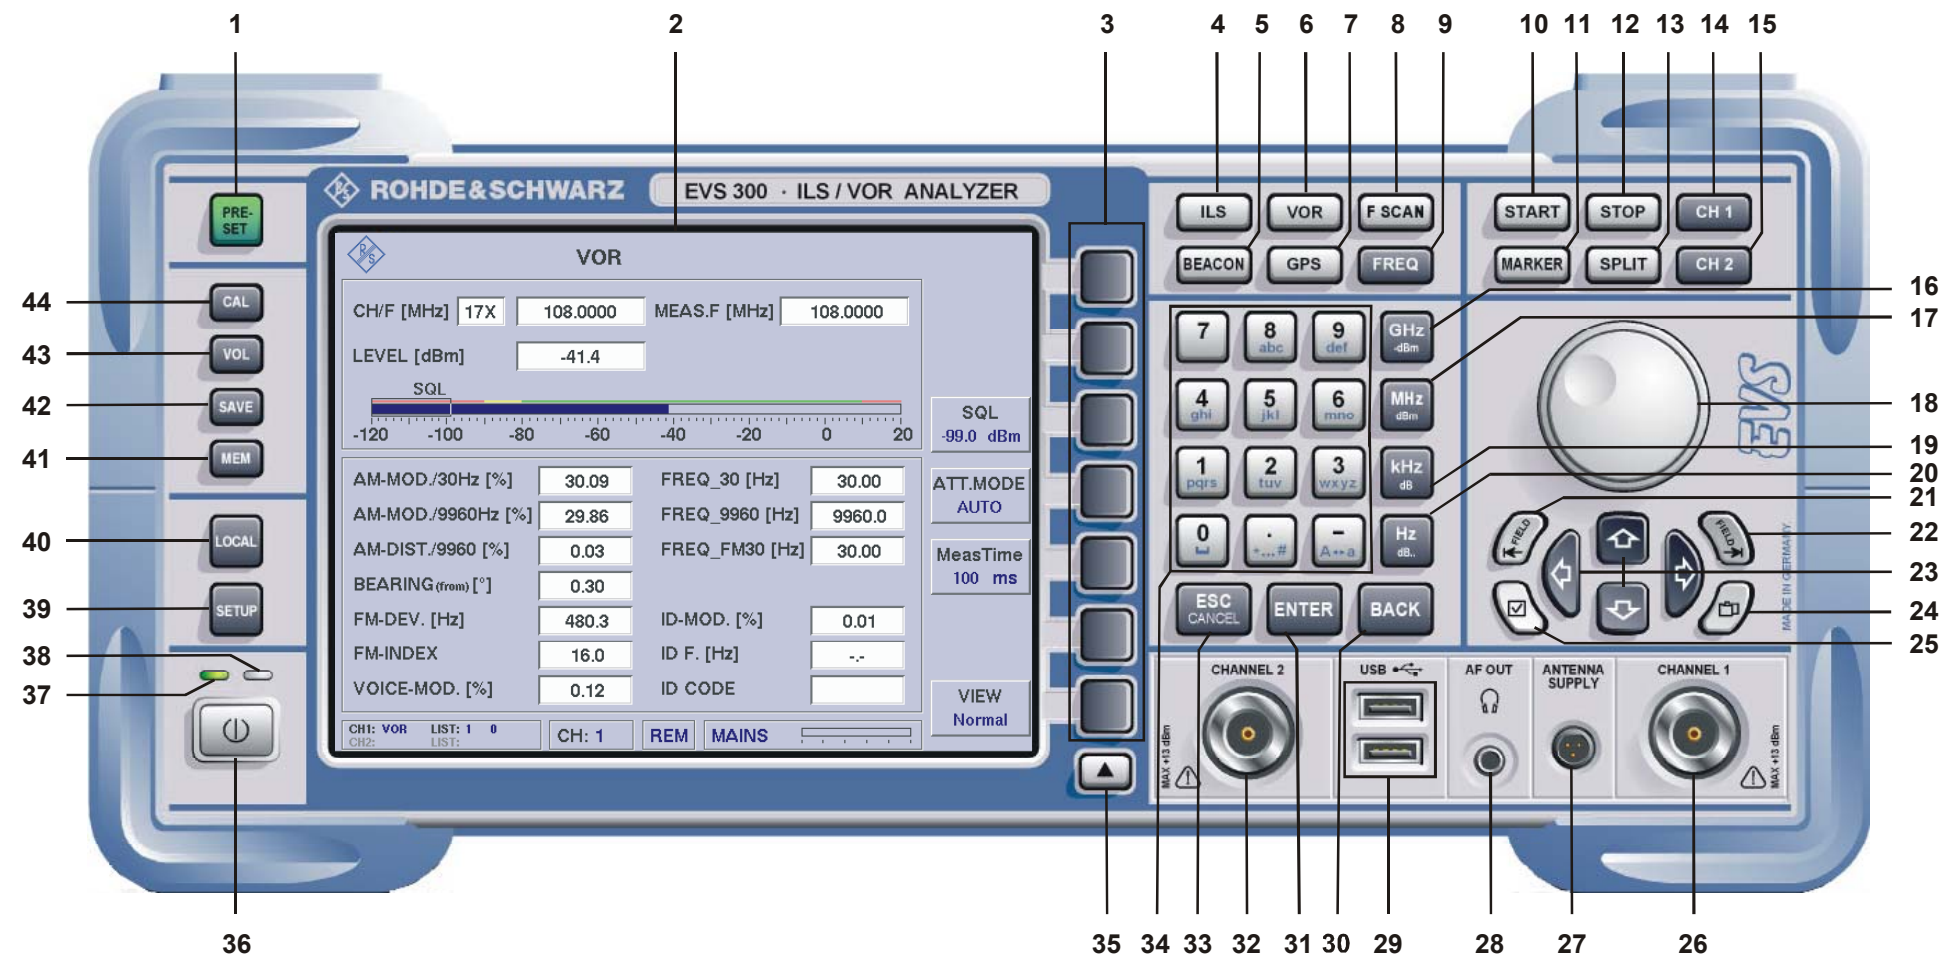 1 2 3 4 5 6 7 8 9 10 11 12 13 14 15
ROHDE&SCHWARZ EVS 300 · ILS / VOR ANALYZER
PRE-
SET
CAL
VOL
SAVE
MEM
LOCAL
SETUP
44
43
42
41
40
39
38
37
36
R S
VOR
CH/F [MHz] 17X 108.0000 MEAS.F [MHz] 108.0000
LEVEL [dBm] -41.4
SQL
-120 -100 -80 -60 -40 -20 0 20
SQL
-99.0 dBm
ATT.MODE
AUTO
MeasTime
100 ms
VIEW
Normal
AM-MOD./30Hz [%] 30.09 FREQ_30 [Hz] 30.00
AM-MOD./9960Hz [%] 29.86 FREQ_9960 [Hz] 9960.0
AM-DIST./9960 [%] 0.03 FREQ_FM30 [Hz] 30.00
BEARING (from) [°] 0.30
FM-DEV. [Hz] 480.3 ID-MOD. [%] 0.01
FM-INDEX 16.0 ID F. [Hz] -.-
VOICE-MOD. [%] 0.12 ID CODE
CH1: VOR LIST: 1 0
CH2: LIST:
CH: 1 REM MAINS
ILS VOR F SCAN START STOP CH 1
BEACON GPS FREQ MARKER SPLIT CH 2
7 8 abc 9 def GHz -dBm
4 ghi 5 jkl 6 mno MHz dBm
1 pqrs 2 tuv 3 wxyz kHz dB
0 . *...# – A↔a Hz dB..
ESC
CANCEL
ENTER
BACK
EVS
FIELD
FIELD
MADE IN GERMANY
16
17
18
19
20
21
22
23
24
25
CHANNEL 2
USB
AF OUT
ANTENNA
SUPPLY
CHANNEL 1
MAX +13 dBm
MAX +13 dBm
35 34 33 32 31 30 29 28 27 26